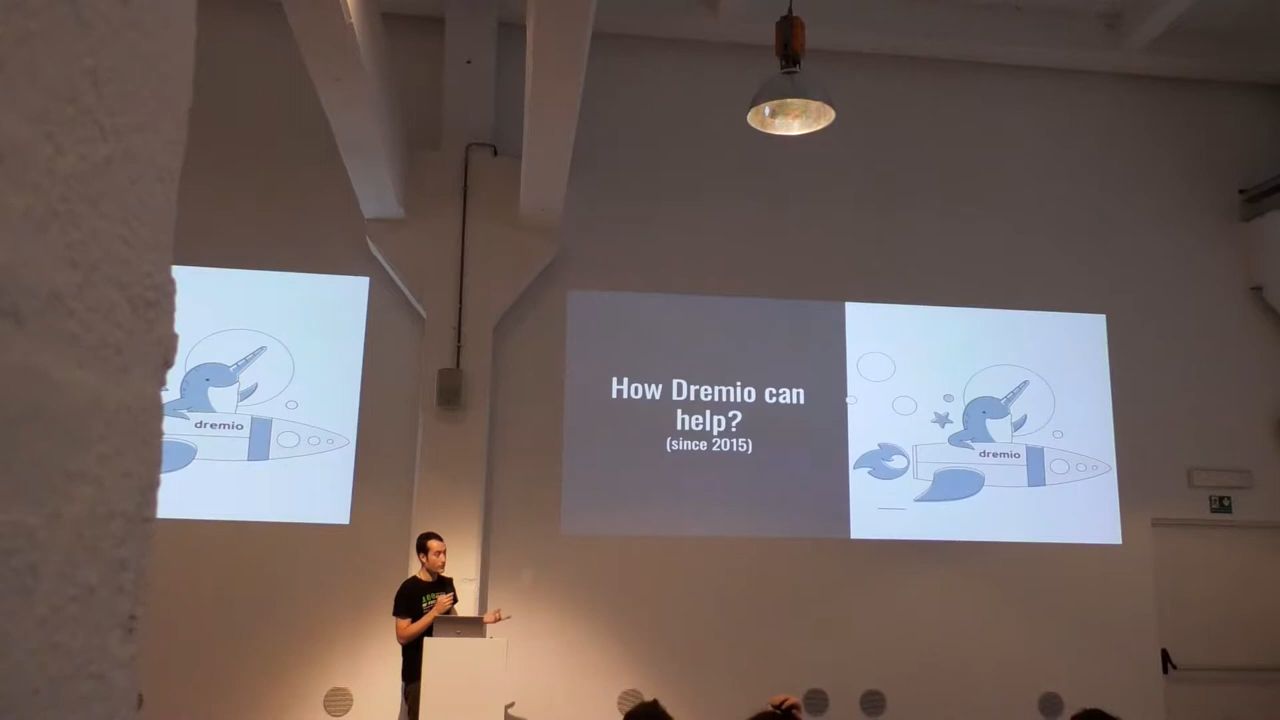 dremio
How Dremio can
help?
(since 2015)
dremio